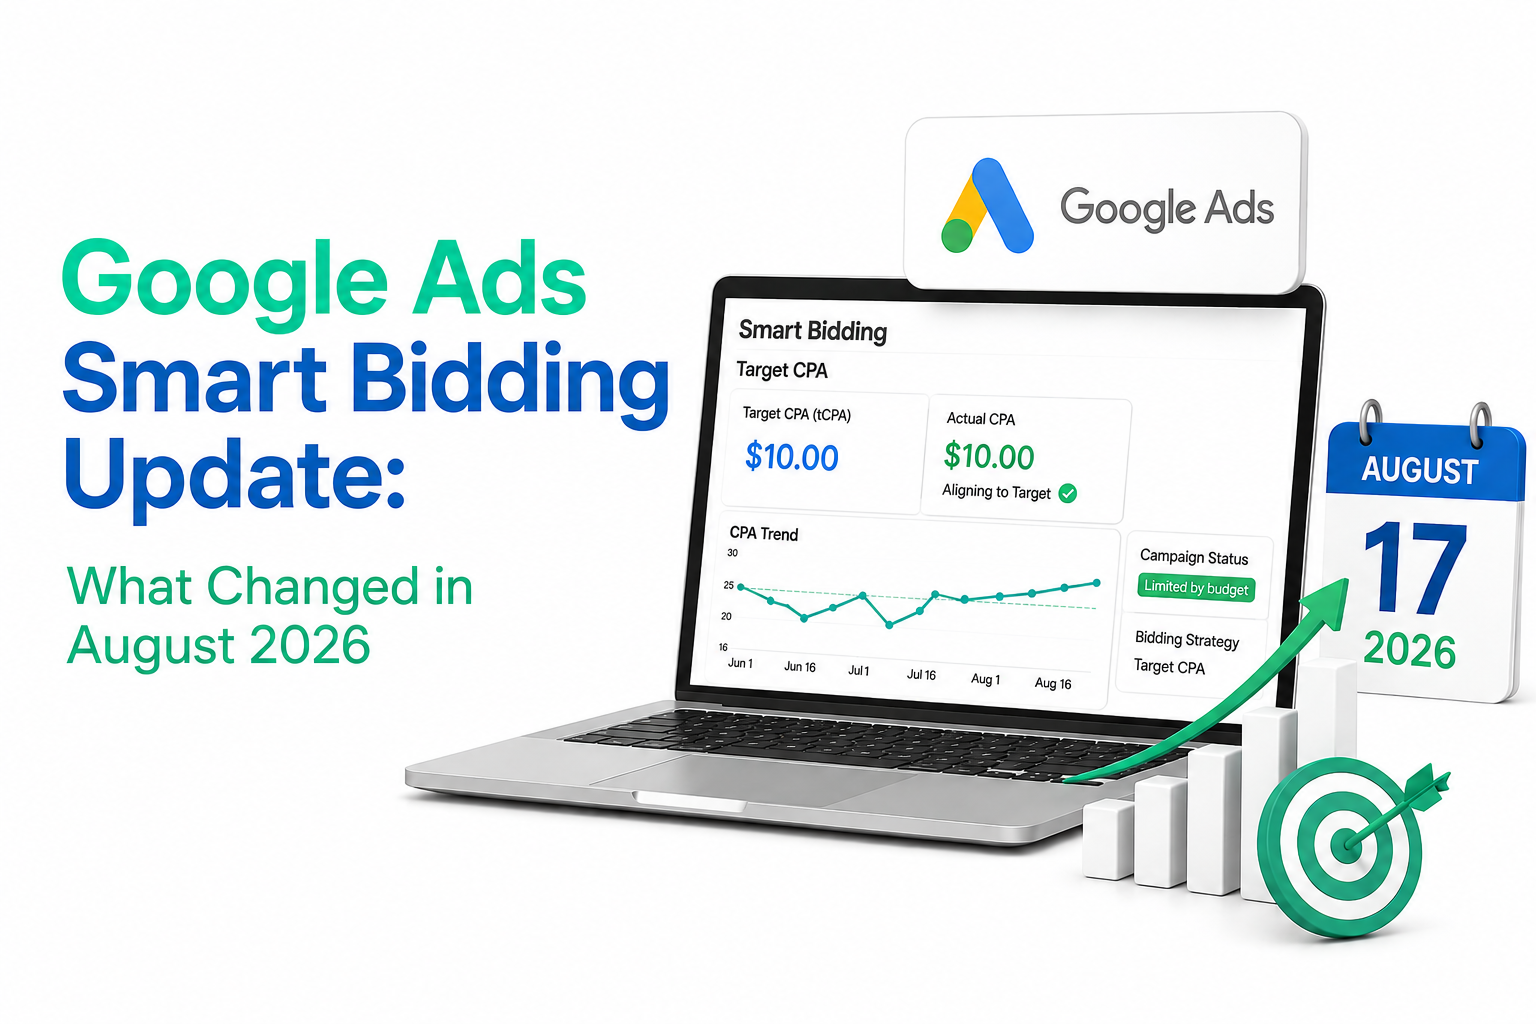 Google Ads
Smart Bidding
Update:
What Changed in
August 2026
Google Ads
Smart Bidding
Target CPA
Target CPA (tCPA)
$10.00
Actual CPA
$10.00
Aligning to Target
CPA Trend
30
25
20
16
Jun 1
Jun 16
Jul 1
Jul 16
Aug 1
Aug 16
Campaign Status
Limited by budget
Bidding Strategy
Target CPA
AUGUST
17
2026